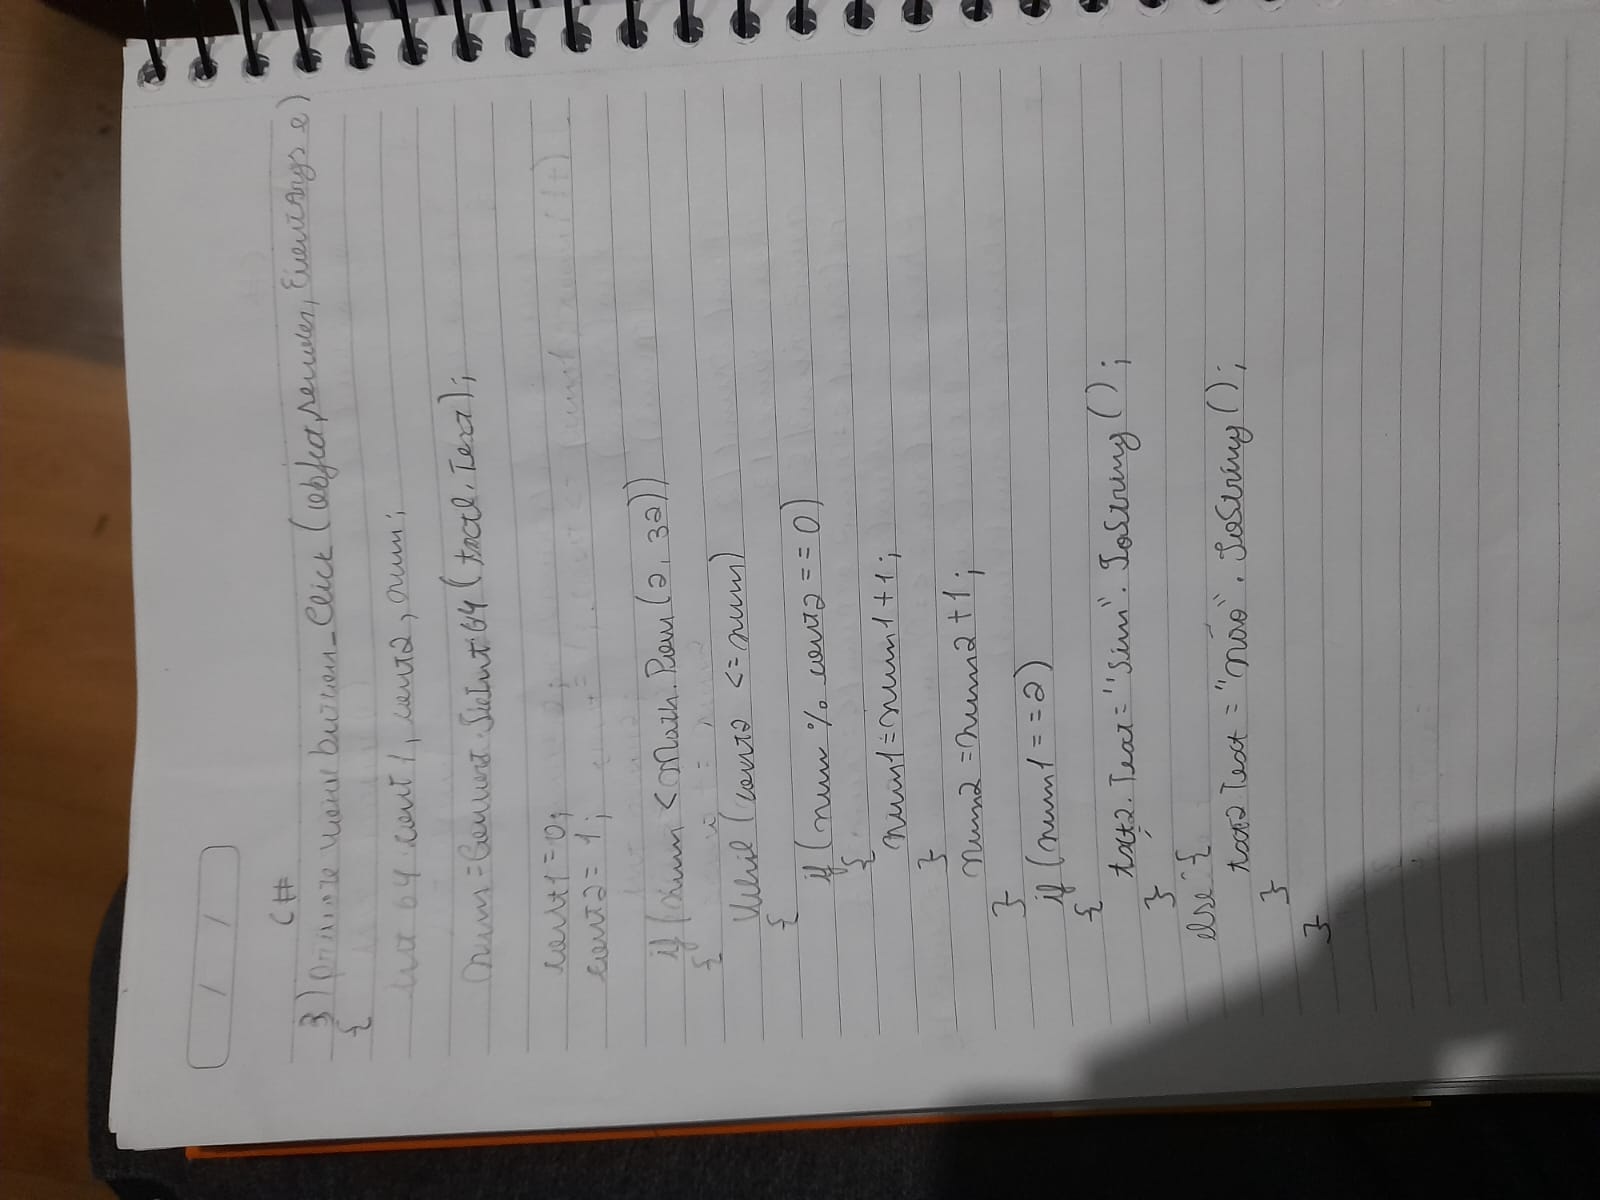 C#
3) private void button_Click (object, sender, EventArgs e)
{
int 64 cont1, cont2, num;
num = Convert.ToInt64 (txt1.Text);
cont1 = 0;
cont2 = 1;
if (num < Math.Pow (2, 32))
{
While (cont2 <= num)
{
if (num % cont2 == 0)
{
num1 = num1 + 1;
}
num2 = num2 + 1;
}
if (num1 == 2)
{
txt2.Text = "Sim". ToString ();
}
else {
txt2 Text = "não". ToString ();
}
}